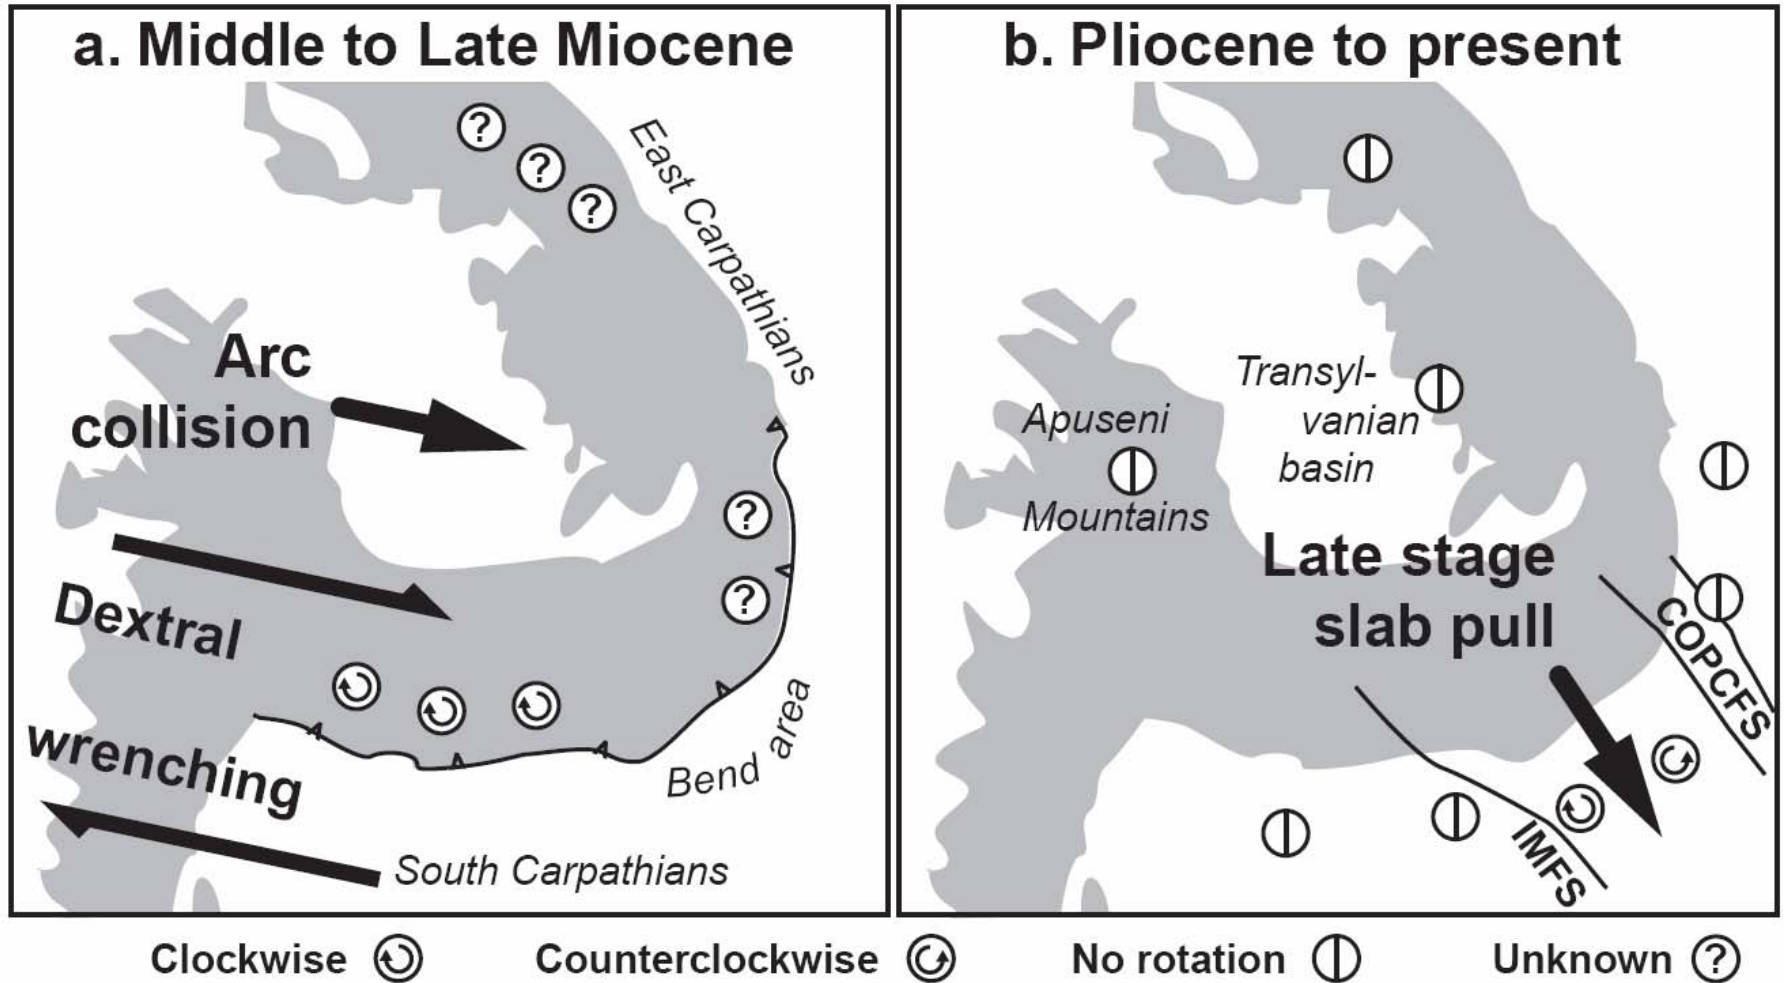 a. Middle to Late Miocene
?
?
?
East Carpathians
Arc
collision
?
?
Dextral
wrenching
Bend area
South Carpathians
b. Pliocene to present
Transyl-
vanian
basin
Apuseni
Mountains
Late stage
slab pull
COPCFS
IMFS
Clockwise
Counterclockwise
No rotation
Unknown ?